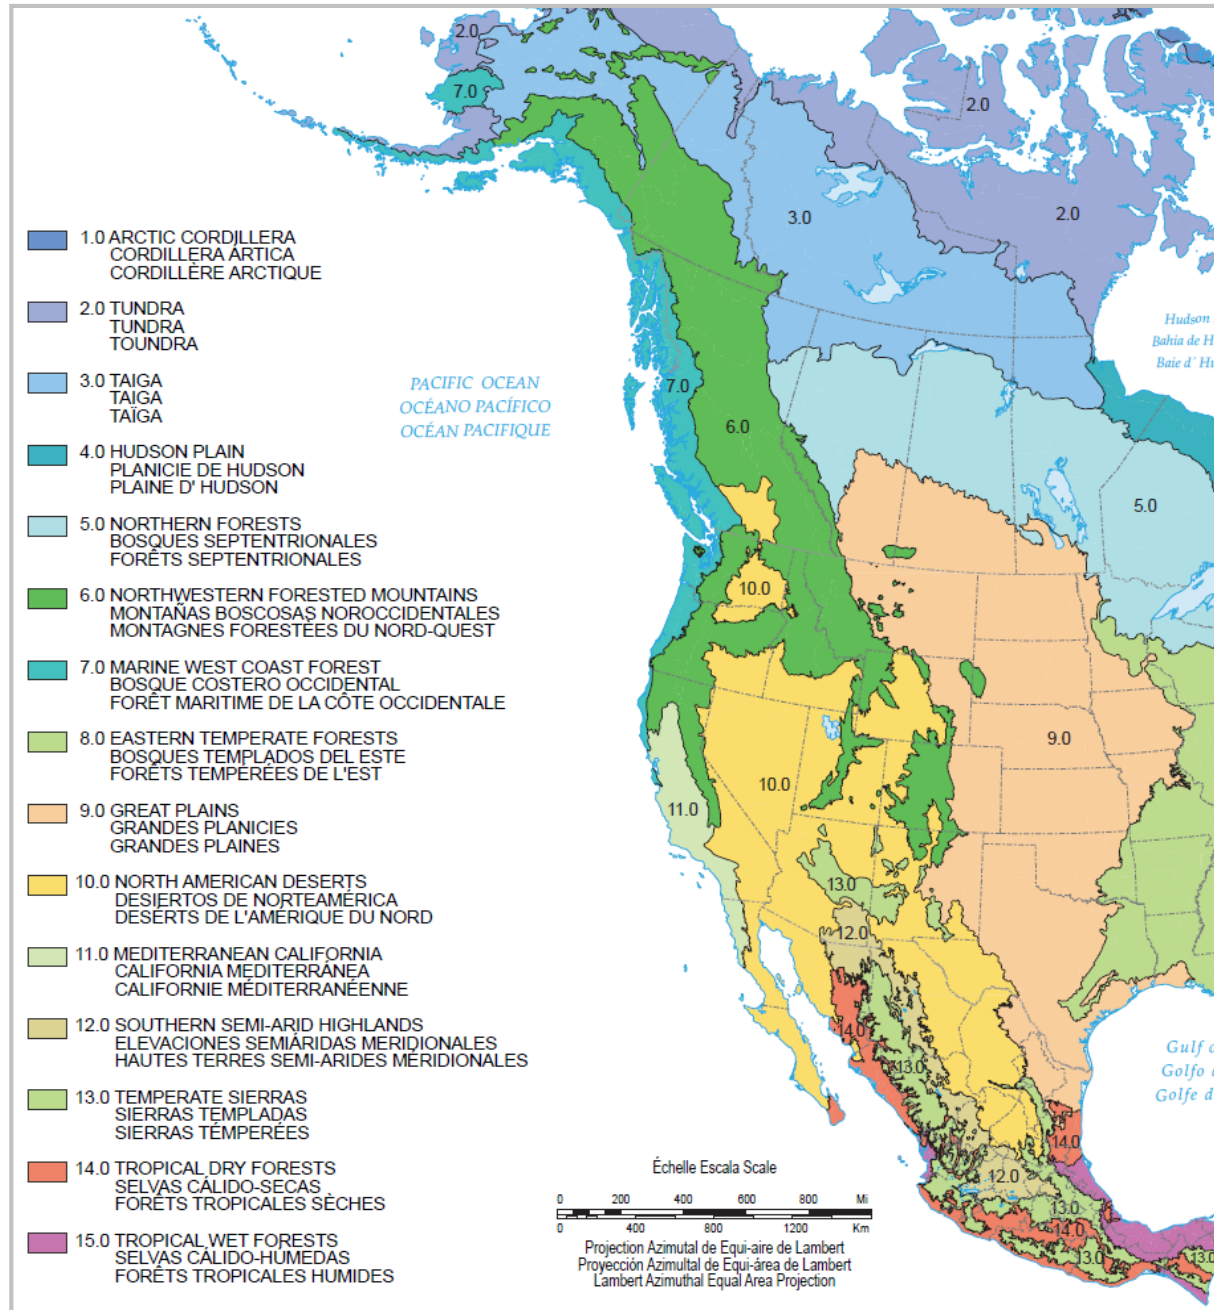 2.0
7.0
2.0
3.0
2.0
1.0 ARCTIC CORDILLERA
CORDILLERA ARTICA
CORDILLÈRE ARCTIQUE
2.0 TUNDRA
TUNDRA
TOUNDRA
3.0 TAIGA
TAIGA
TAÏGA
4.0 HUDSON PLAIN
PLANICIE DE HUDSON
PLAINE D' HUDSON
5.0 NORTHERN FORESTS
BOSQUES SEPTENTRIONALES
FORÊTS SEPTENTRIONALES
6.0 NORTHWESTERN FORESTED MOUNTAINS
MONTAÑAS BOSCOSAS NOROCCIDENTALES
MONTAGNES FORESTÉES DU NORD-QUEST
7.0 MARINE WEST COAST FOREST
BOSQUE COSTERO OCCIDENTAL
FORÊT MARITIME DE LA CÔTE OCCIDENTALE
8.0 EASTERN TEMPERATE FORESTS
BOSQUES TEMPLADOS DEL ESTE
FORÊTS TEMPÉRÉES DE L'EST
9.0 GREAT PLAINS
GRANDES PLANICIES
GRANDES PLAINES
10.0 NORTH AMERICAN DESERTS
DESIERTOS DE NORTEAMÉRICA
DESÉRTS DE L'AMÉRIQUE DU NORD
11.0 MEDITERRANEAN CALIFORNIA
CALIFORNIA MEDITERRÁNEA
CALIFORNIE MÉDITERRANÉENNE
12.0 SOUTHERN SEMI-ARID HIGHLANDS
ELEVACIONES SEMIÁRIDAS MERIDIONALES
HAUTES TERRES SEMI-ARIDES MÉRIDIONALES
13.0 TEMPERATE SIERRAS
SIERRAS TEMPLADAS
SIERRAS TÉMPERÉES
14.0 TROPICAL DRY FORESTS
SELVAS CÁLIDO-SECAS
FORÊTS TROPICALES SÈCHES
15.0 TROPICAL WET FORESTS
SELVAS CÁLIDO-HÚMEDAS
FORÊTS TROPICALES HUMIDES
PACIFIC OCEAN
OCÉANO PACÍFICO
OCÉAN PACIFIQUE
Hudson
Bahia de H
Baie d' Hu
7.0
6.0
5.0
10.0
9.0
10.0
11.0
13.0
12.0
14.0
13.0
Gulf o
Golfo
Golfe d
14.0
12.0
13.0
14.0
13.0
13.0
Échelle Escala Scale
0 200 400 600 800 Mi
0 400 800 1200 Km
Projection Azimutal de Equi-aire de Lambert
Proyección Azimultal de Equi-área de Lambert
Lambert Azimuthal Equal Area Projection